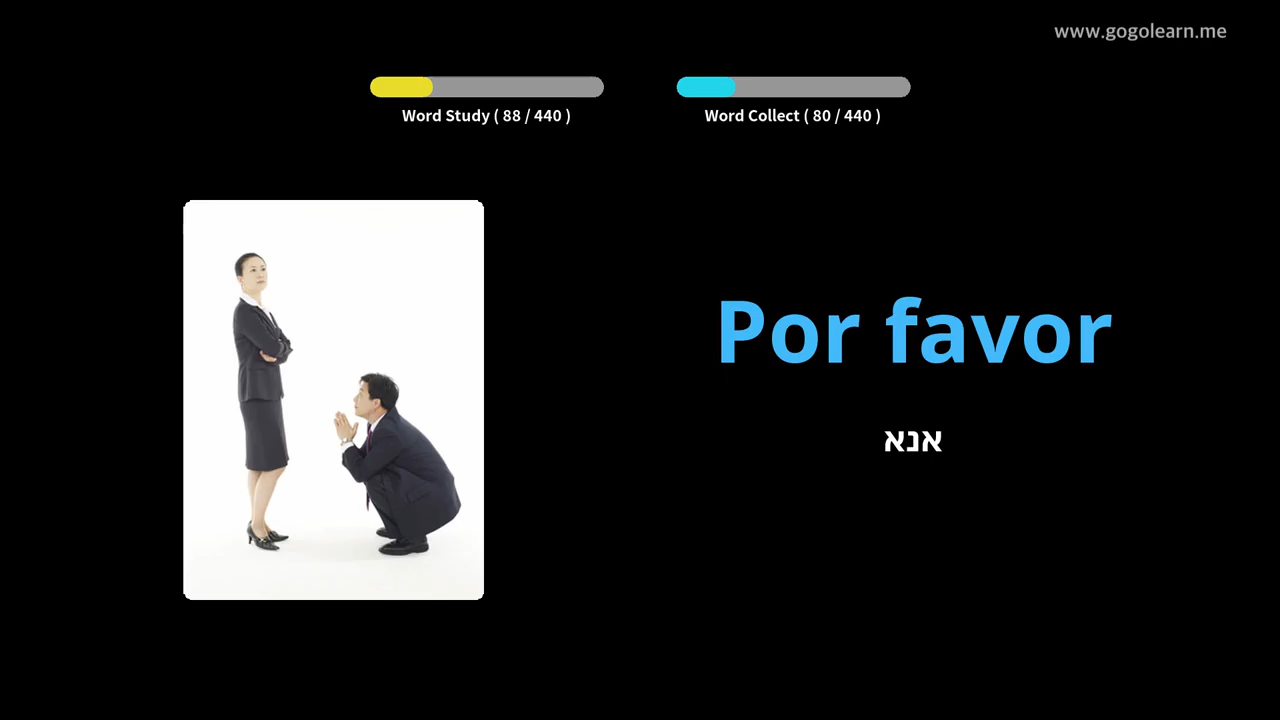 www.gogolearn.me
Word Study ( 88 / 440 )
Word Collect ( 80 / 440 )
Por favor
אנא